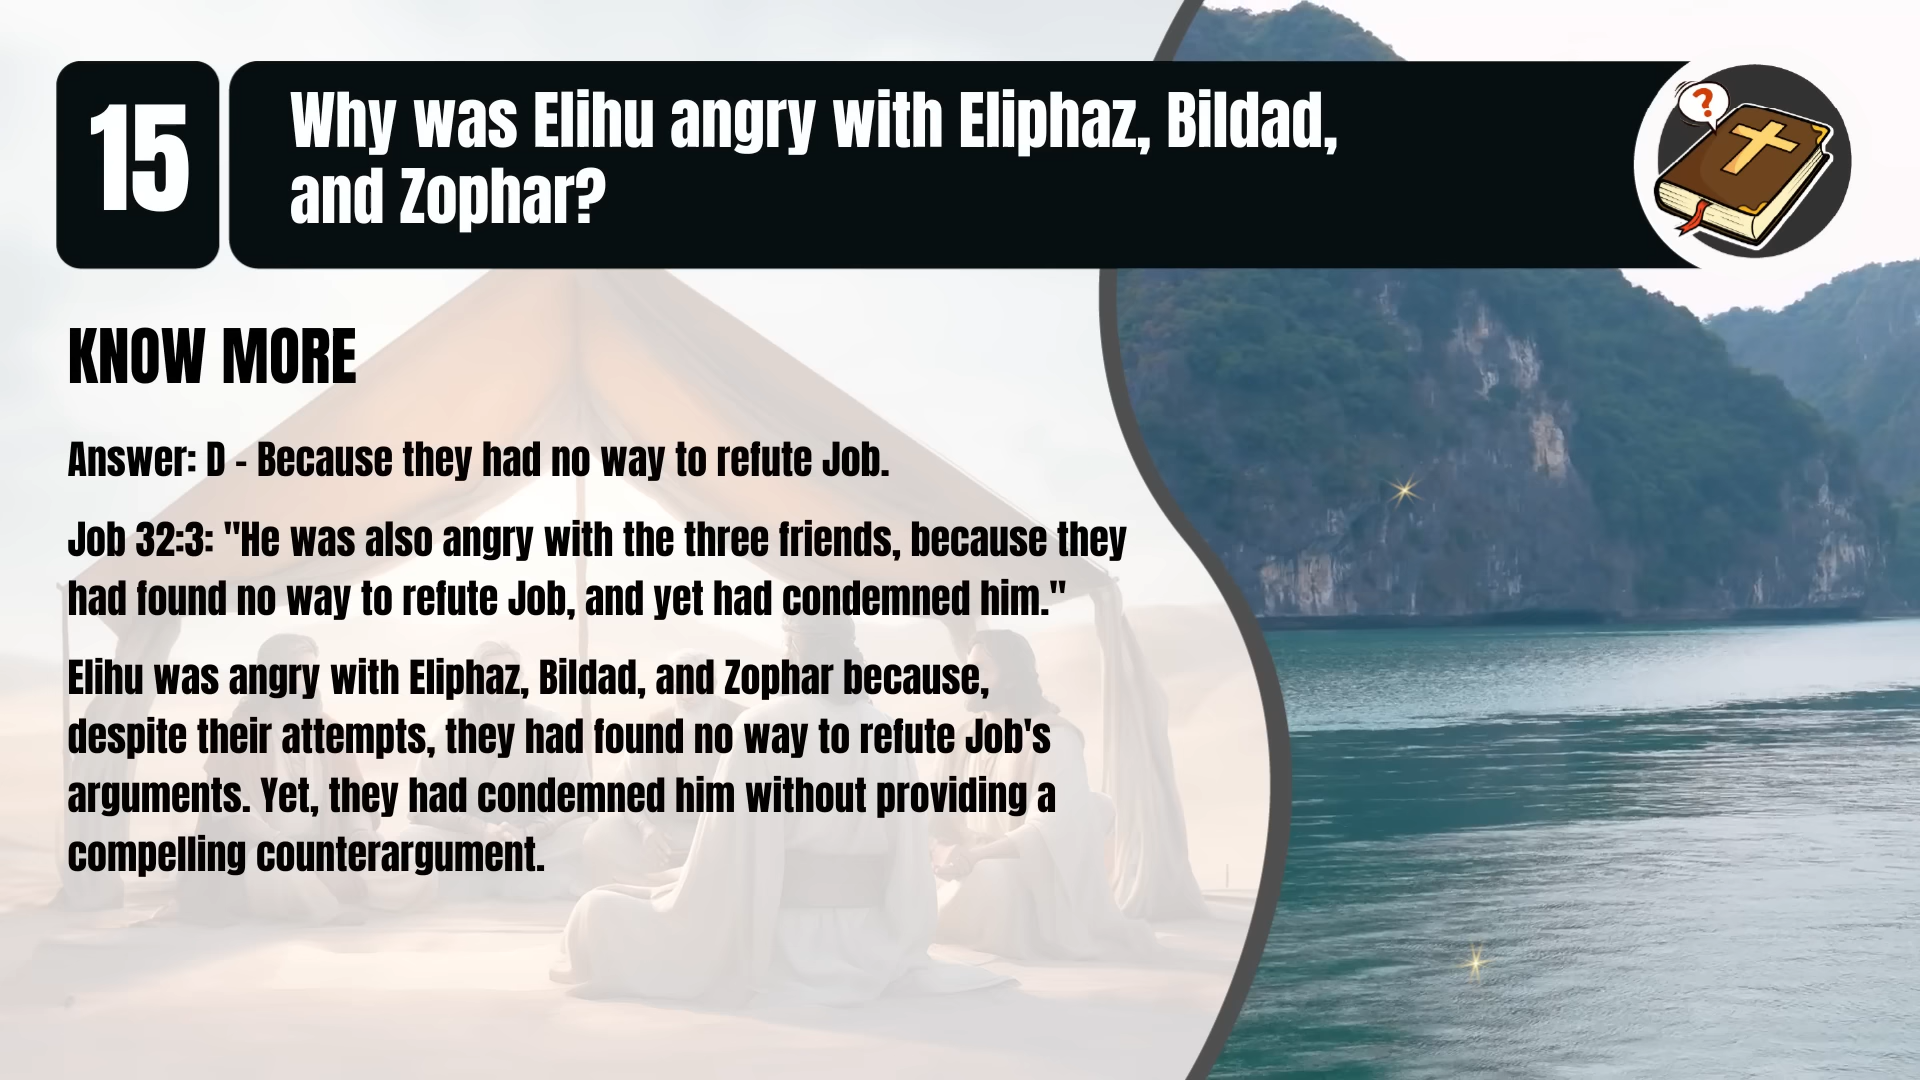 15
Why was Elihu angry with Eliphaz, Bildad,
and Zophar?
?
KNOW MORE
Answer: D - Because they had no way to refute Job.
Job 32:3: "He was also angry with the three friends, because they
had found no way to refute Job, and yet had condemned him."
Elihu was angry with Eliphaz, Bildad, and Zophar because,
despite their attempts, they had found no way to refute Job's
arguments. Yet, they had condemned him without providing a
compelling counterargument.